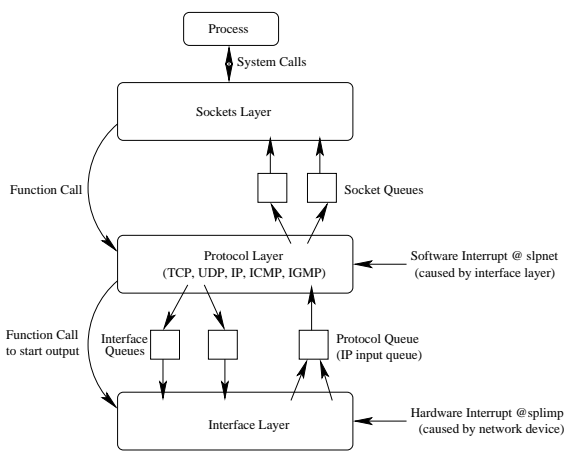 Process
System Calls
Sockets Layer
Function Call
Socket Queues
Protocol Layer
(TCP, UDP, IP, ICMP, IGMP)
Software Interrupt @ slpnet
(caused by interface layer)
Function Call
to start output
Interface
Queues
Protocol Queue
(IP input queue)
Interface Layer
Hardware Interrupt @splimp
(caused by network device)